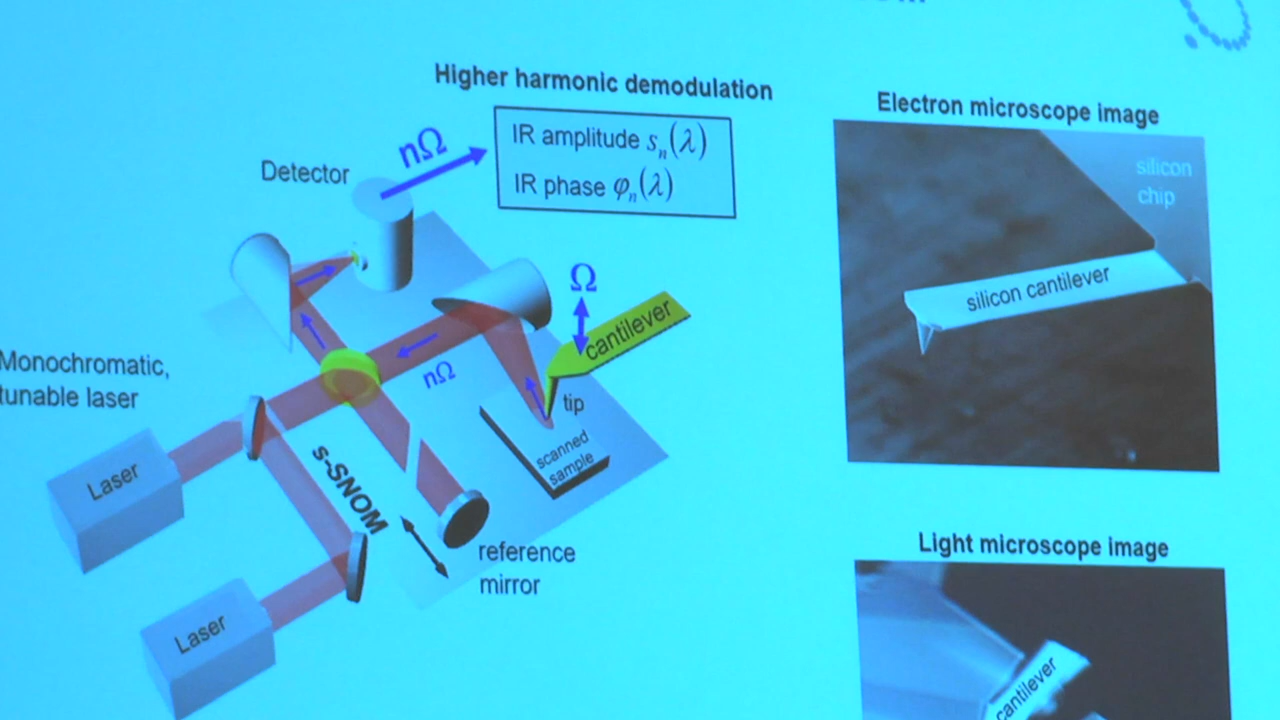 Higher harmonic demodulation
IR amplitude sₙ(λ)
IR phase φₙ(λ)
nΩ
Detector
Ω
cantilever
nΩ
tip
scanned
sample
Monochromatic,
tunable laser
Laser
s-SNOM
reference
mirror
Laser
Electron microscope image
silicon
chip
silicon cantilever
Light microscope image
cantilever